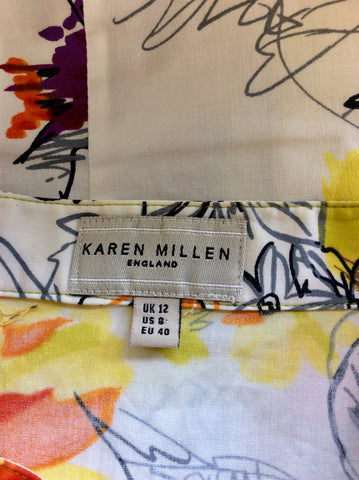 KAREN MILLEN
ENGLAND
UK 12
US 8
EU 40